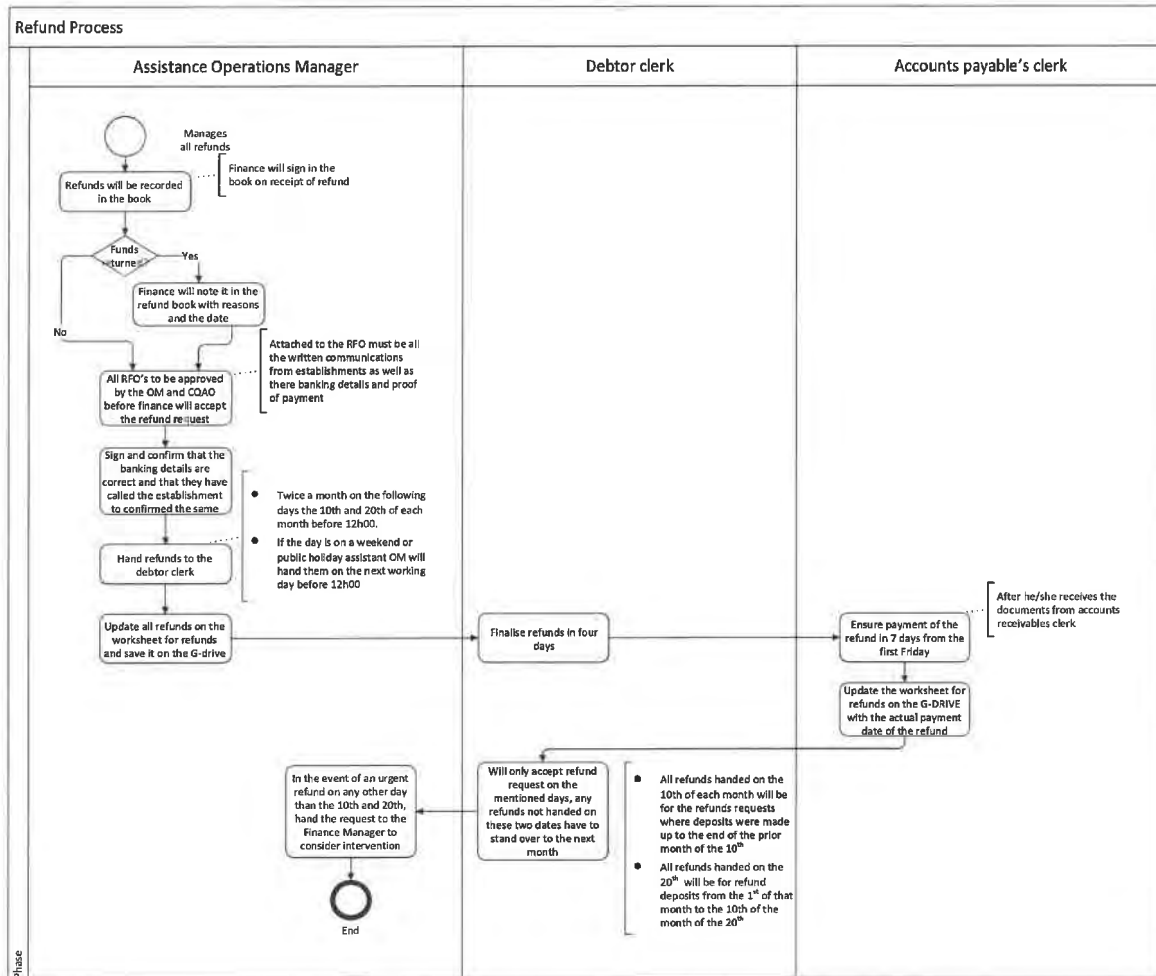 Refund Process
Assistance Operations Manager
Debtor clerk
Accounts payable's clerk
Manages
all refunds
Refunds will be recorded
in the book
Finance will sign in the
book on receipt of refund
Funds
Yes
No
Finance will note it in the
refund book with reasons
and the date
Attached to the RFO must be all
the written communications
from establishments as well as
there banking details and proof
of payment
All RFO's to be approved
by the OM and CQAO
before finance will accept
the refund request
Sign and confirm that the
banking details are
correct and that they have
called the establishment
to confirmed the same
● Twice a month on the following
days the 10th and 20th of each
month before 12h00.
● If the day is on a weekend or
public holiday assistant OM will
hand them on the next working
day before 12h00
Hand refunds to the
debtor clerk
Update all refunds on the
worksheet for refunds
and save it on the G-drive
Finalise refunds in four
days
Ensure payment of the
refund in 7 days from the
first Friday
After he/she receives the
documents from accounts
receivables clerk
Update the worksheet for
refunds on the G-DRIVE
with the actual payment
date of the refund
Will only accept refund
request on the
mentioned days, any
refunds not handed on
these two dates have to
stand over to the next
month
● All refunds handed on the
10th of each month will be
for the refunds requests
where deposits were made
up to the end of the prior
month of the 10th
● All refunds handed on the
20th will be for refund
deposits from the 1st of that
month to the 10th of the
month of the 20th
In the event of an urgent
refund on any other day
than the 10th and 20th,
hand the request to the
Finance Manager to
consider intervention
End
Phase